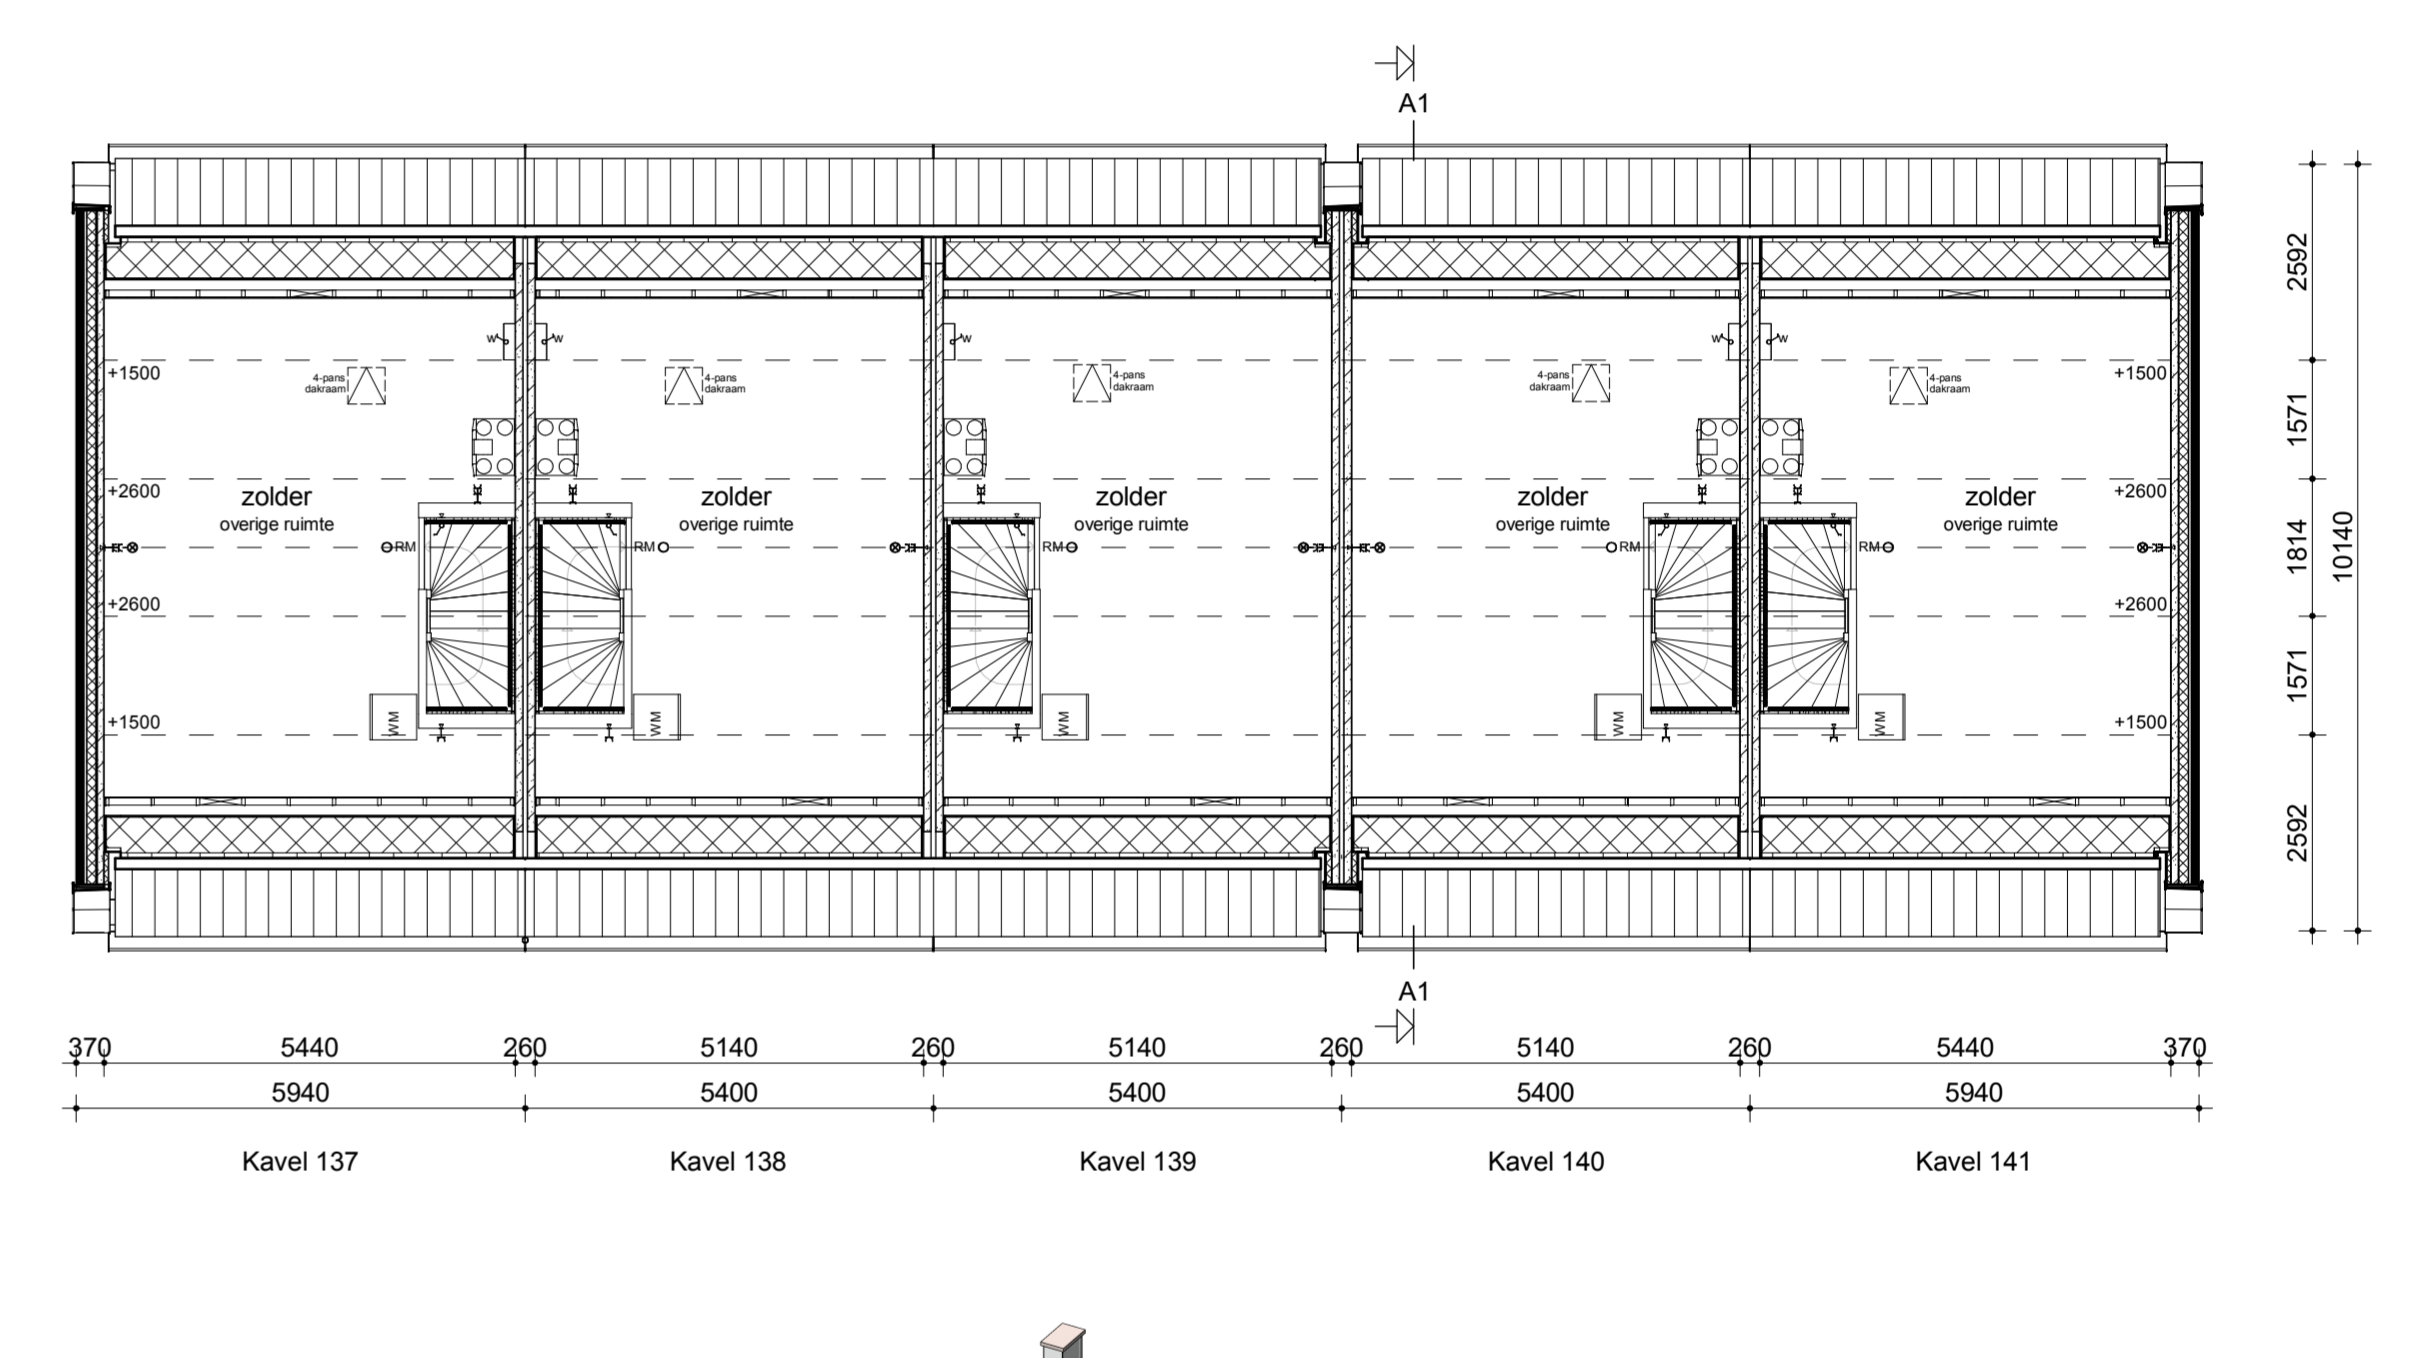 A1
W W W W W
4-pans
dakraam
4-pans
dakraam
4-pans
dakraam
4-pans
dakraam
4-pans
dakraam
+1500 +1500
+2600 +2600
zolder zolder zolder zolder zolder
overige ruimte overige ruimte overige ruimte overige ruimte overige ruimte
RM RM RM RM RM
+2600 +2600
WM WM WM WM WM
+1500 +1500
2592
1571
1814
1571
2592
10140
A1
370 5440 260 5140 260 5140 260 5140 260 5440 370
5940 5400 5400 5400 5940
Kavel 137 Kavel 138 Kavel 139 Kavel 140 Kavel 141